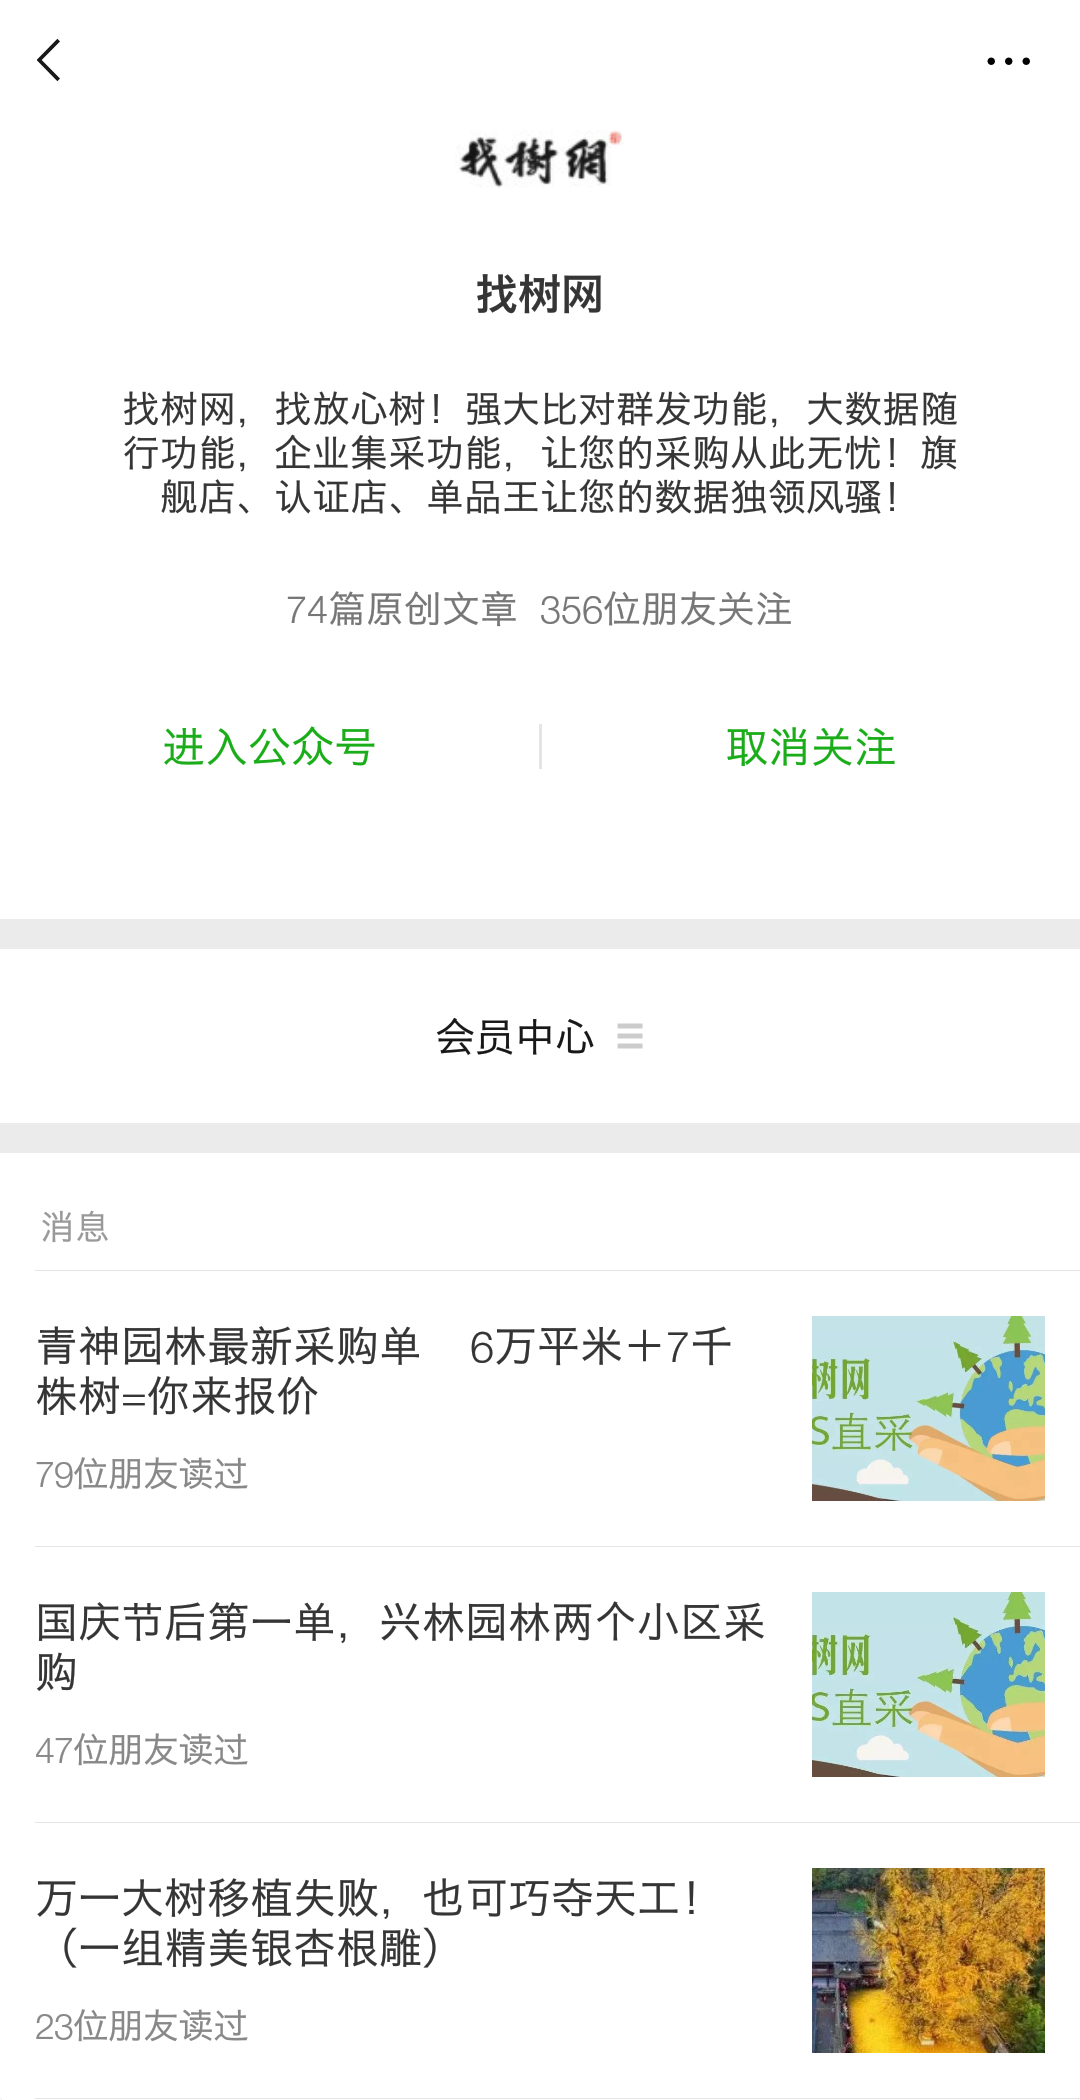 找樹網
找树网
找树网，找放心树！强大比对群发功能，大数据随
行功能，企业集采功能，让您的采购从此无忧！旗
舰店、认证店、单品王让您的数据独领风骚！
74篇原创文章 356位朋友关注
进入公众号
取消关注
会员中心
消息
青神园林最新采购单　6万平米＋7千
株树=你来报价
79位朋友读过
树网
S直采
国庆节后第一单，兴林园林两个小区采
购
47位朋友读过
树网
S直采
万一大树移植失败，也可巧夺天工！
（一组精美银杏根雕）
23位朋友读过